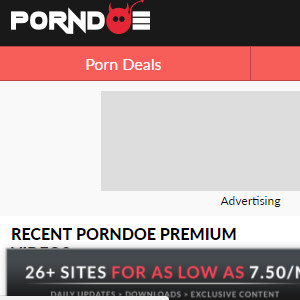 PORNDOE
Porn Deals
Advertising
RECENT PORNDOE PREMIUM
VIDEOS
26+ SITES FOR AS LOW AS 7.50/M
DAILY UPDATES > DOWNLOADS > EXCLUSIVE CONTENT